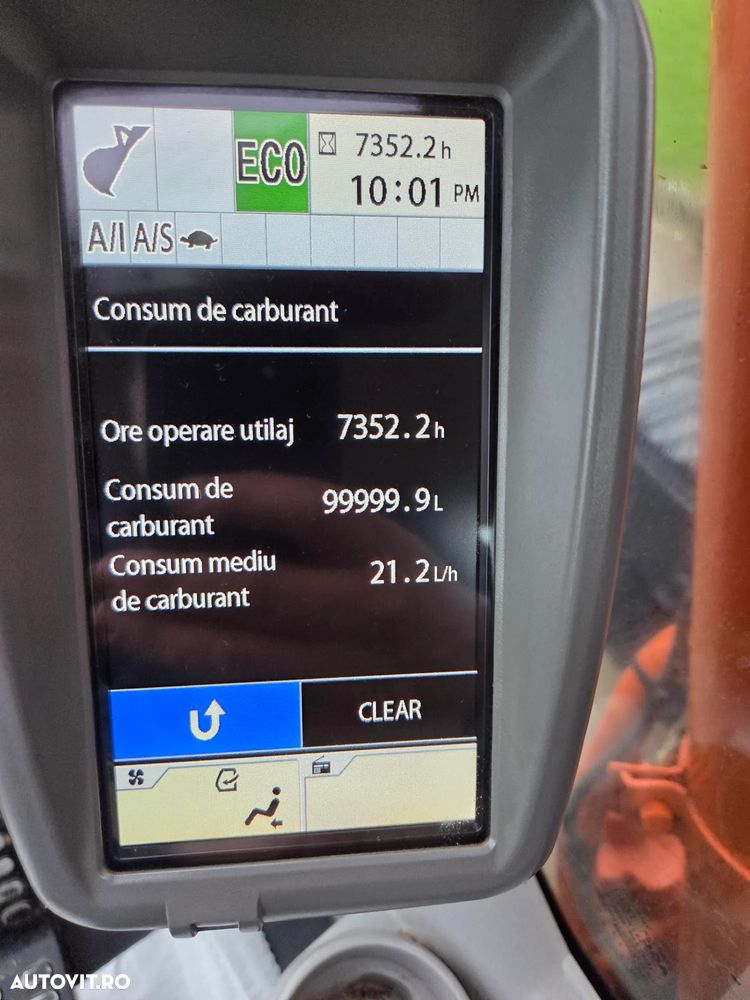 ECO
7352.2h
10:01 PM
A/I A/S
Consum de carburant
Ore operare utilaj 7352.2h
Consum de
carburant 99999.9L
Consum mediu
de carburant 21.2L/h
CLEAR
AUTOVIT.RO